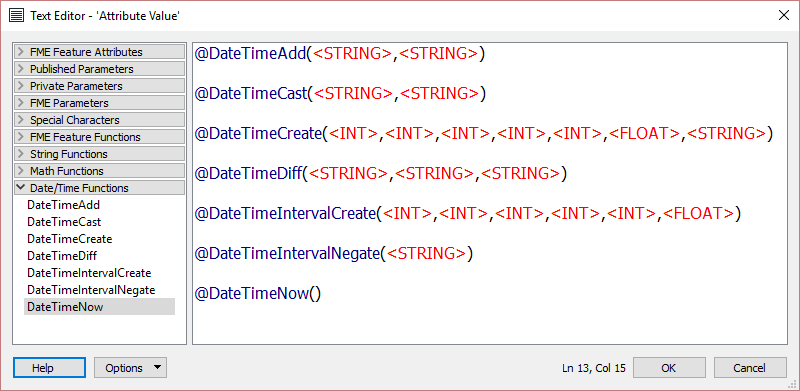 Text Editor - 'Attribute Value'
FME Feature Attributes
Published Parameters
Private Parameters
FME Parameters
Special Characters
FME Feature Functions
String Functions
Math Functions
Date/Time Functions
DateTimeAdd
DateTimeCast
DateTimeCreate
DateTimeDiff
DateTimeIntervalCreate
DateTimeIntervalNegate
DateTimeNow
@DateTimeAdd(<STRING>,<STRING>)
@DateTimeCast(<STRING>,<STRING>)
@DateTimeCreate(<INT>,<INT>,<INT>,<INT>,<INT>,<FLOAT>,<STRING>)
@DateTimeDiff(<STRING>,<STRING>,<STRING>)
@DateTimeIntervalCreate(<INT>,<INT>,<INT>,<INT>,<INT>,<FLOAT>)
@DateTimeIntervalNegate(<STRING>)
@DateTimeNow()
Help
Options
Ln 13, Col 15
OK
Cancel